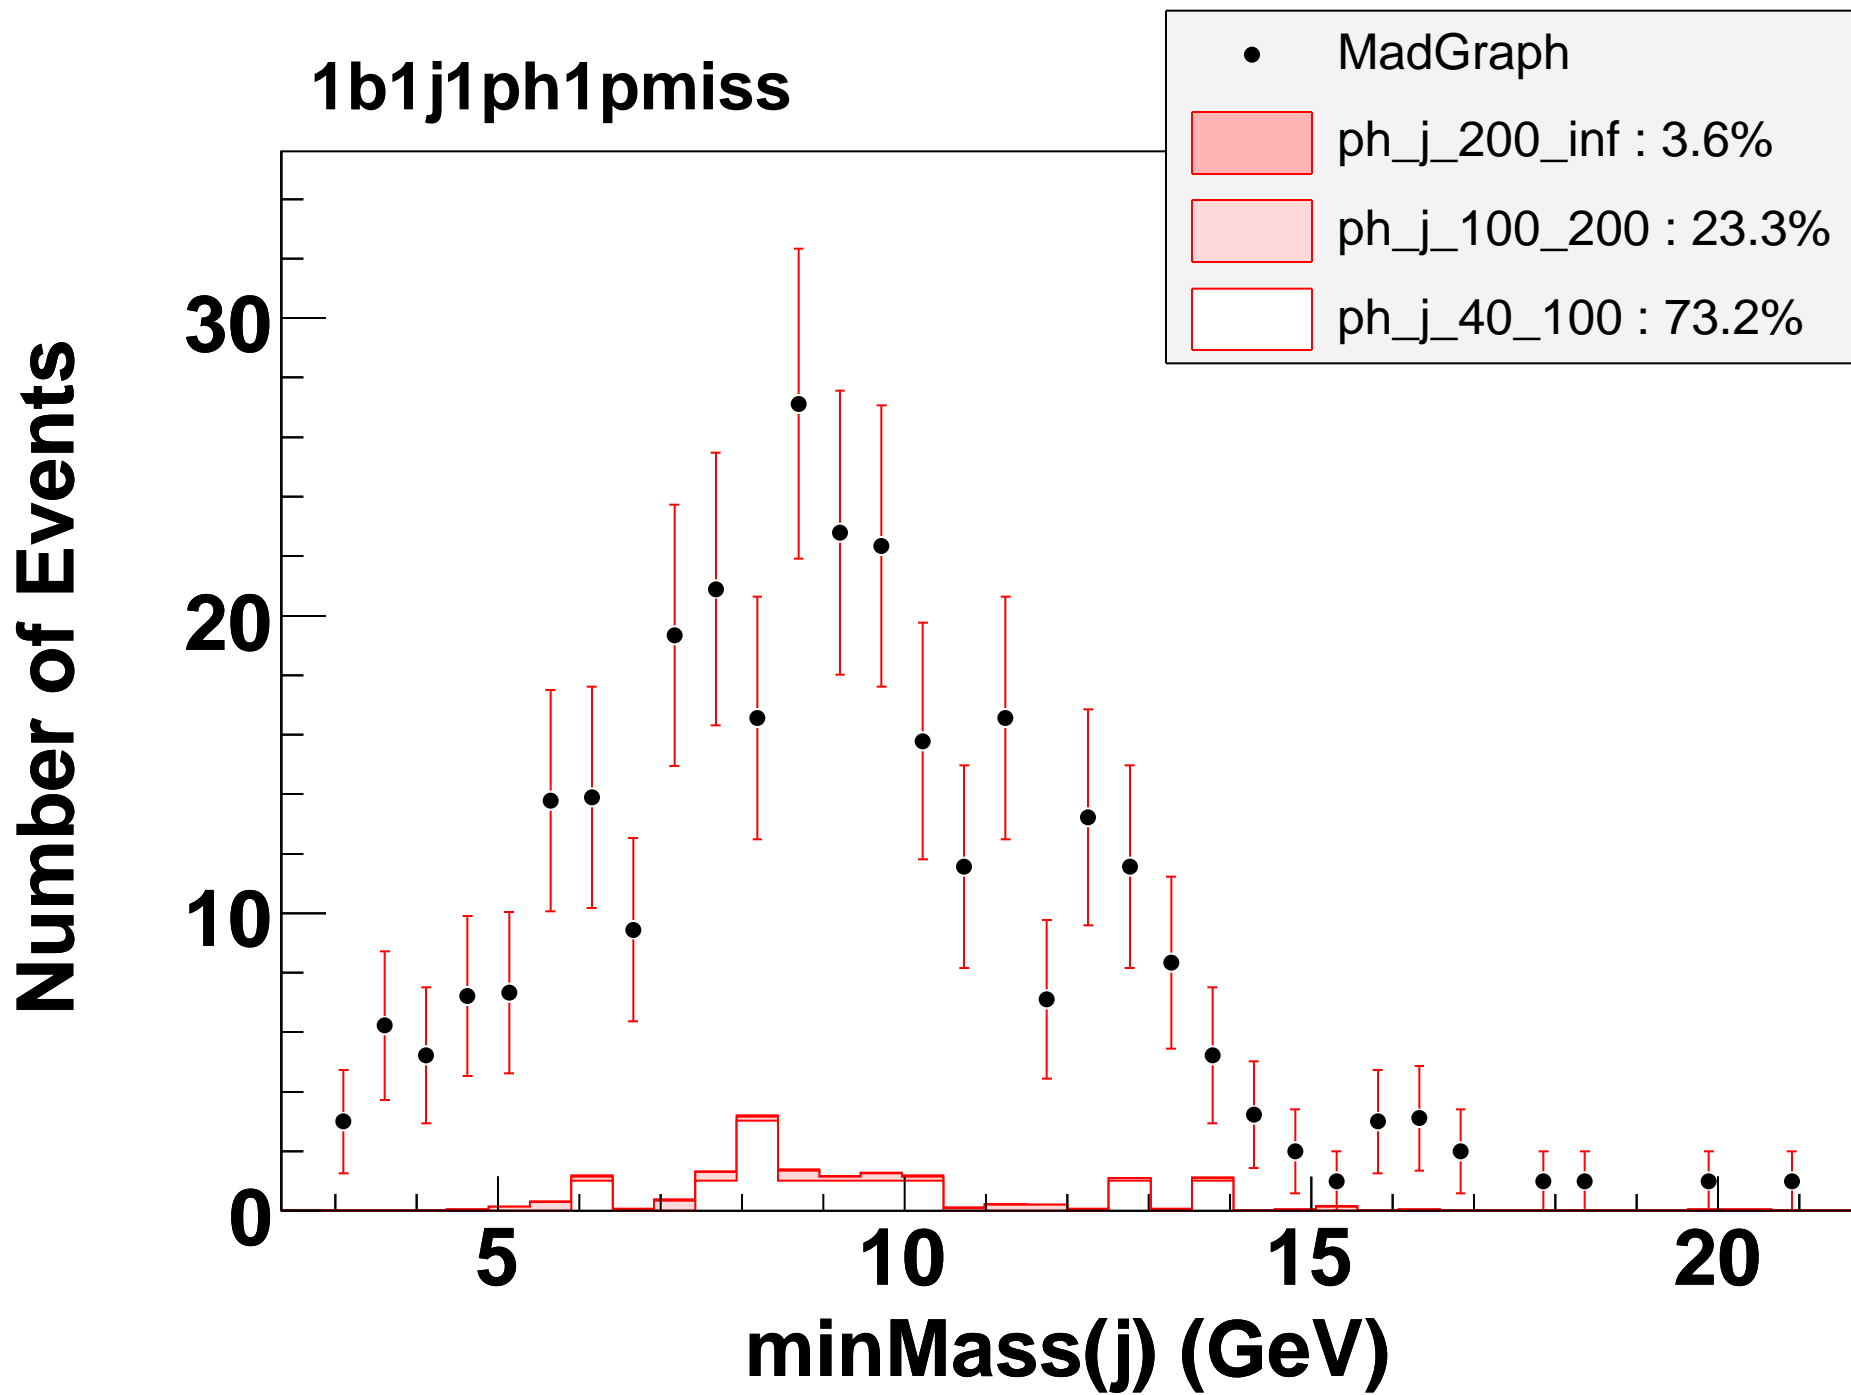 1b1j1ph1pmiss
MadGraph
ph_j_200_inf : 3.6%
ph_j_100_200 : 23.3%
ph_j_40_100 : 73.2%
Number of Events
30
20
10
0
5 10 15 20
minMass(j) (GeV)